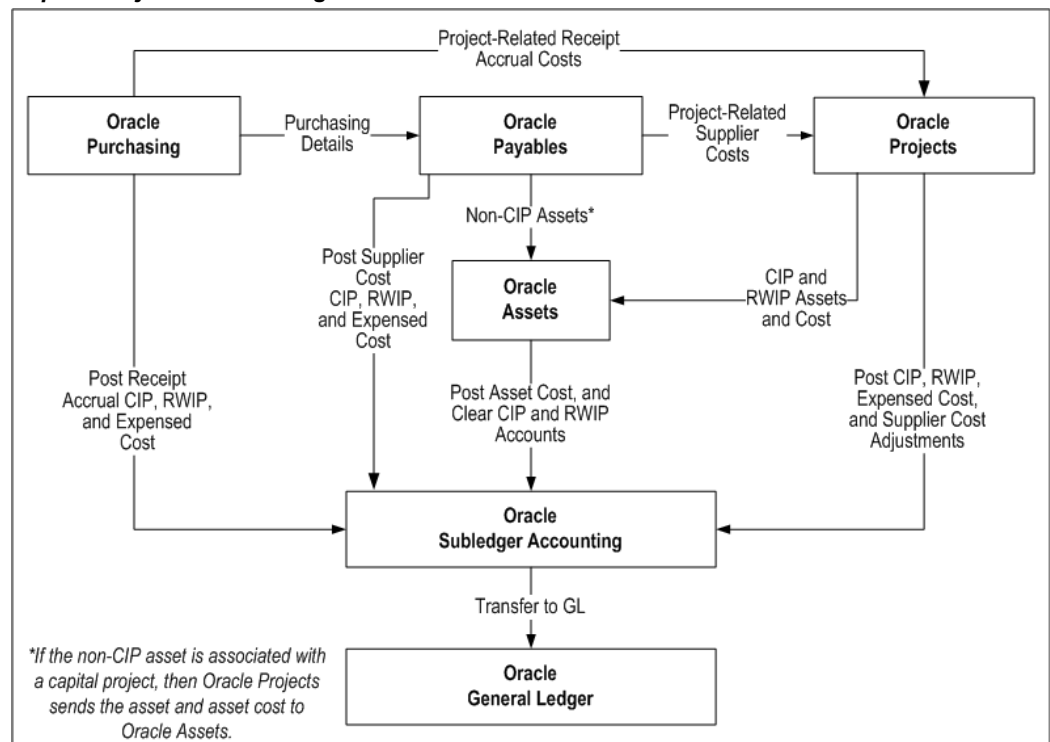 Project-Related Receipt
Accrual Costs
Oracle
Purchasing
Purchasing
Details
Oracle
Payables
Project-Related
Supplier
Costs
Oracle
Projects
Non-CIP Assets*
Post Supplier
Cost
CIP, RWIP,
and Expensed
Cost
Oracle
Assets
CIP and
RWIP Assets
and Cost
Post Receipt
Accrual CIP, RWIP,
and Expensed
Cost
Post Asset Cost, and
Clear CIP and RWIP
Accounts
Post CIP, RWIP,
Expensed Cost,
and Supplier Cost
Adjustments
Oracle
Subledger Accounting
Transfer to GL
*If the non-CIP asset is associated with
a capital project, then Oracle Projects
sends the asset and asset cost to
Oracle Assets.
Oracle
General Ledger